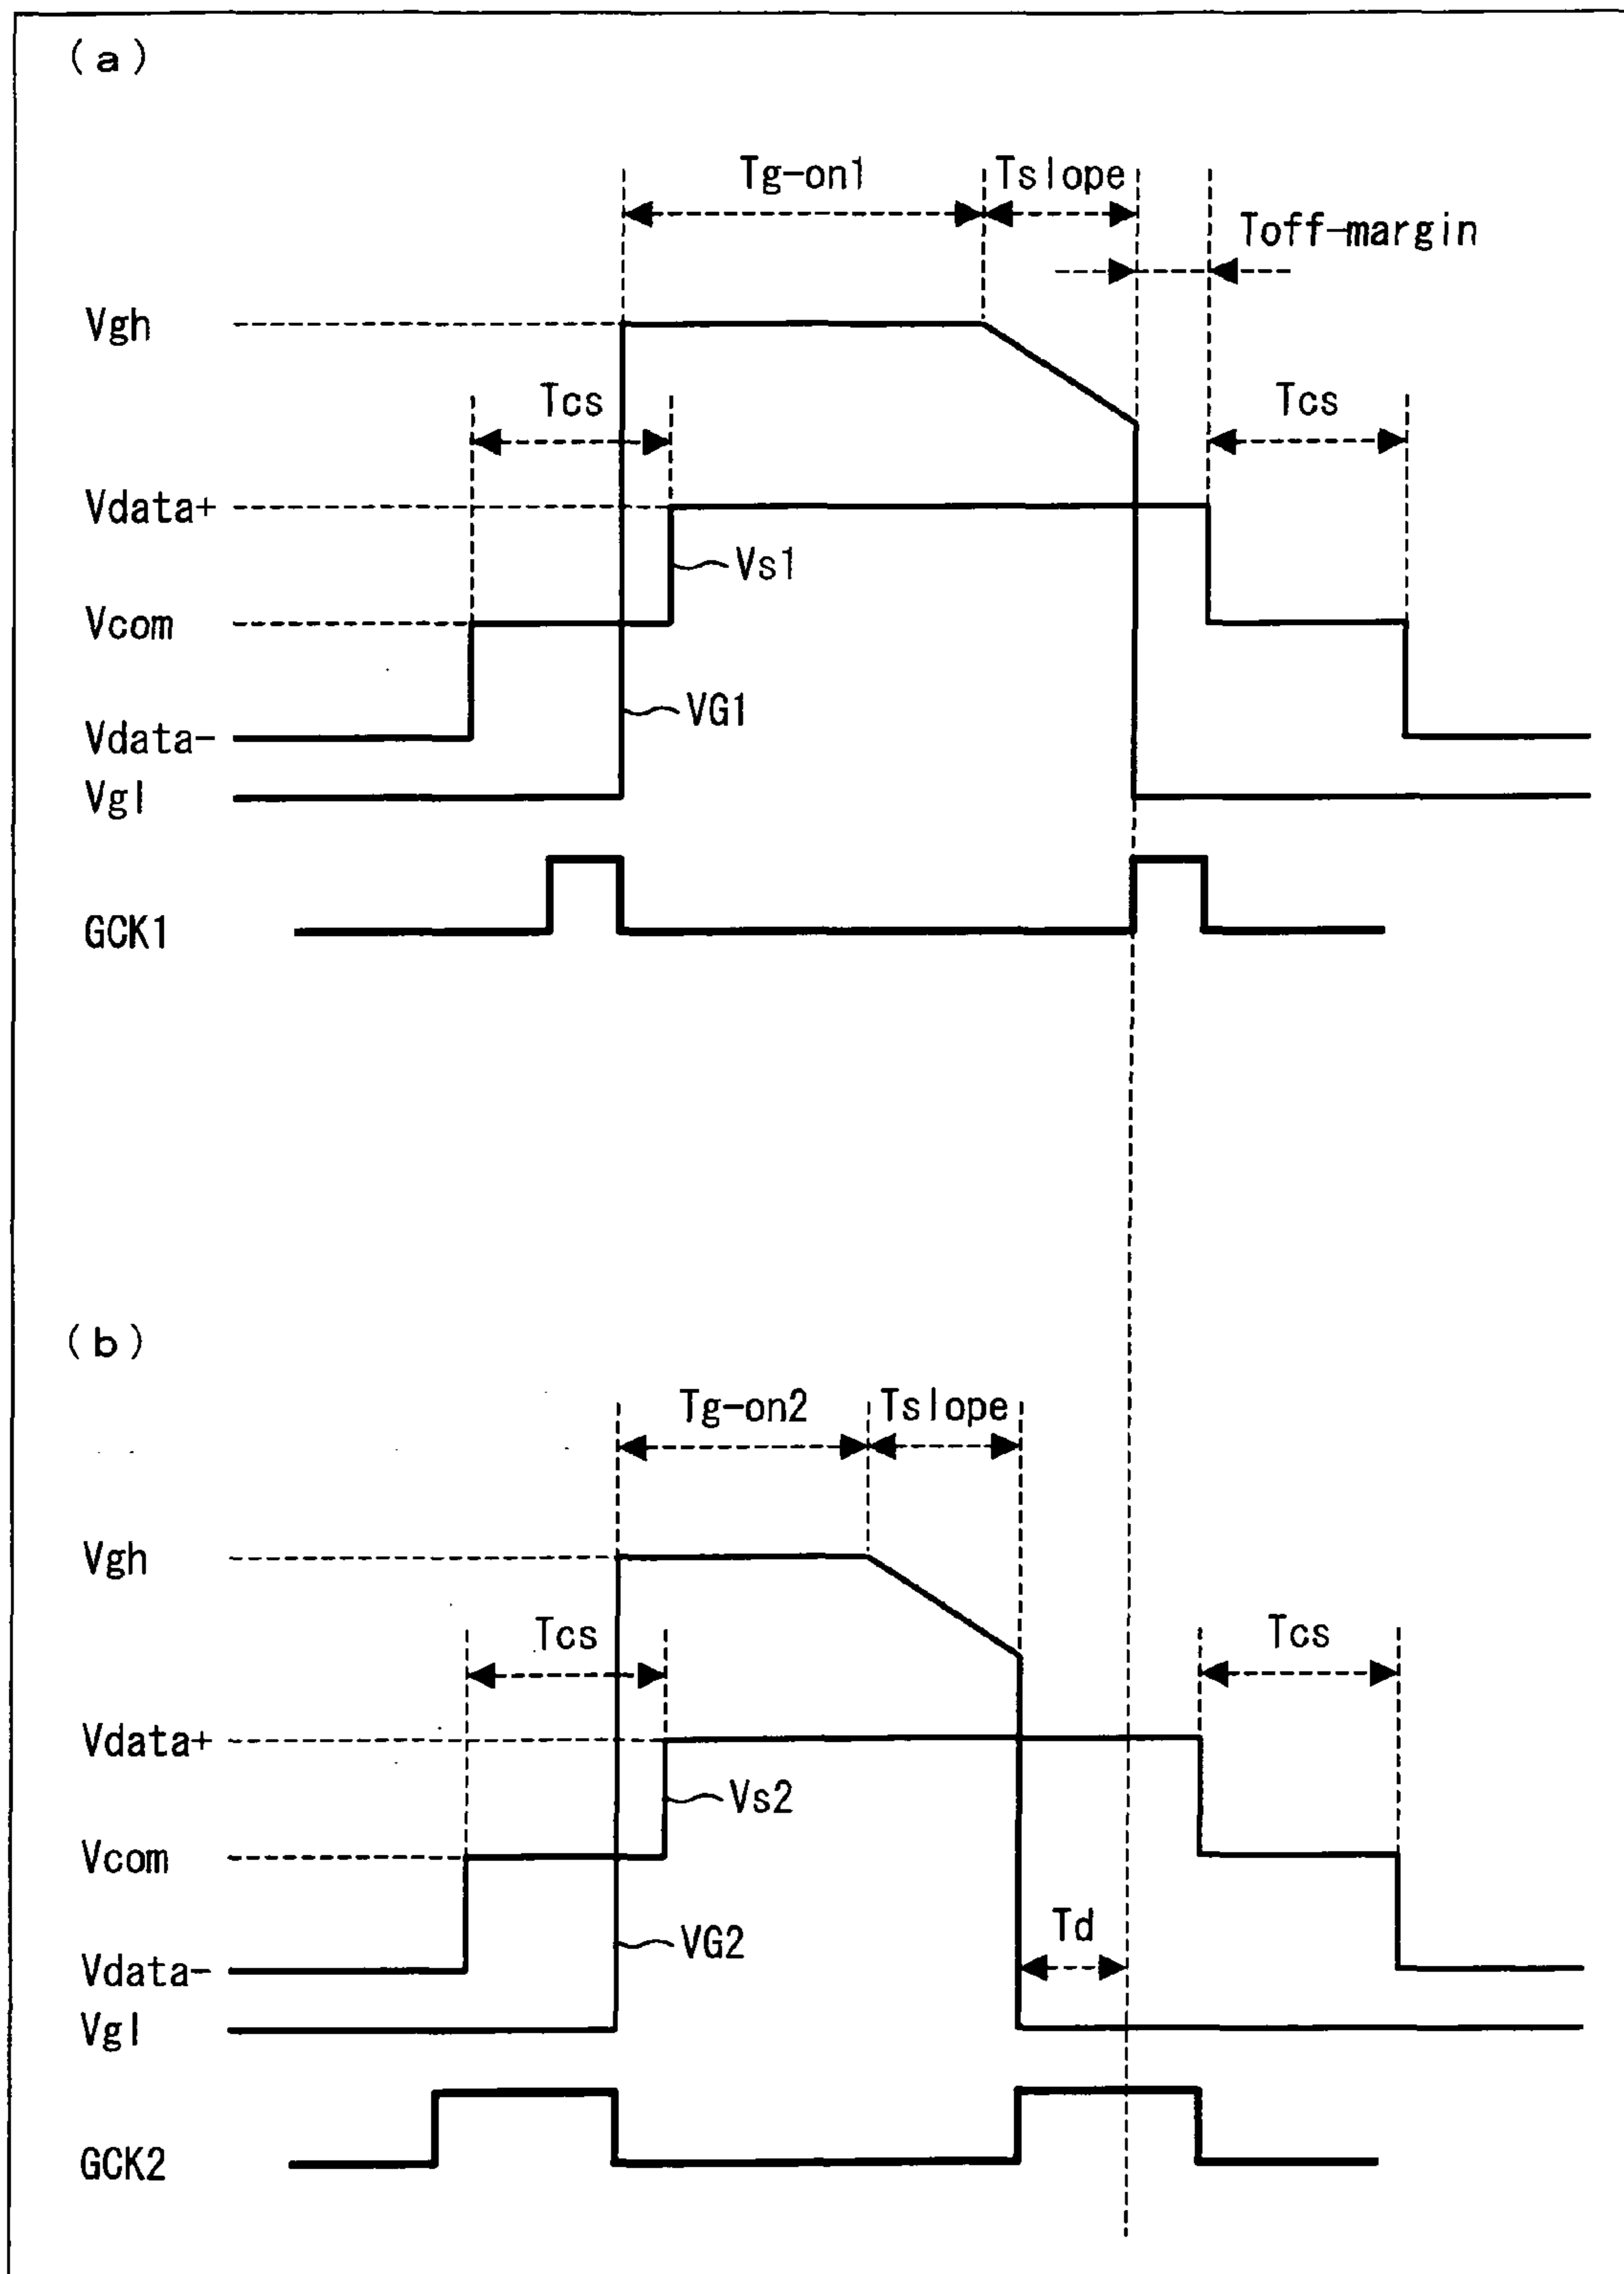 (a)
Tg-on1
Tslope
Toff-margin
Vgh
Tcs
Tcs
Vdata+
Vs1
Vcom
VG1
Vdata-
Vgl
GCK1
(b)
Tg-on2
Tslope
Vgh
Tcs
Tcs
Vdata+
Vs2
Vcom
Td
VG2
Vdata-
Vgl
GCK2